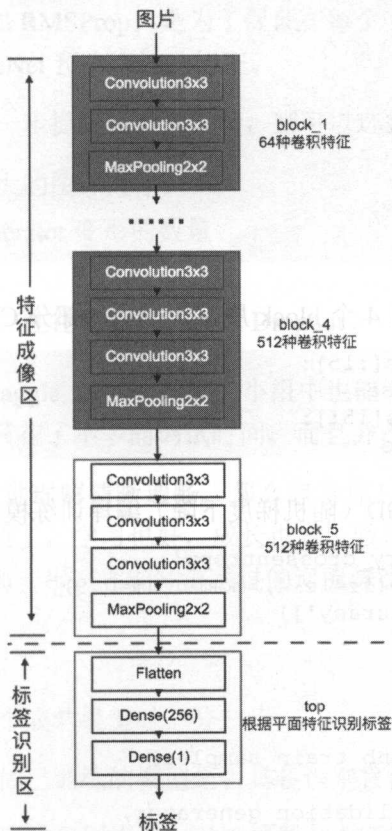 图片
Convolution3x3
Convolution3x3
MaxPooling2x2
block_1
64种卷积特征
Convolution3x3
Convolution3x3
Convolution3x3
MaxPooling2x2
block_4
512种卷积特征
特征成像区
Convolution3x3
Convolution3x3
Convolution3x3
MaxPooling2x2
block_5
512种卷积特征
Flatten
Dense(256)
Dense(1)
top
根据平面特征识别标签
标签识别区
标签